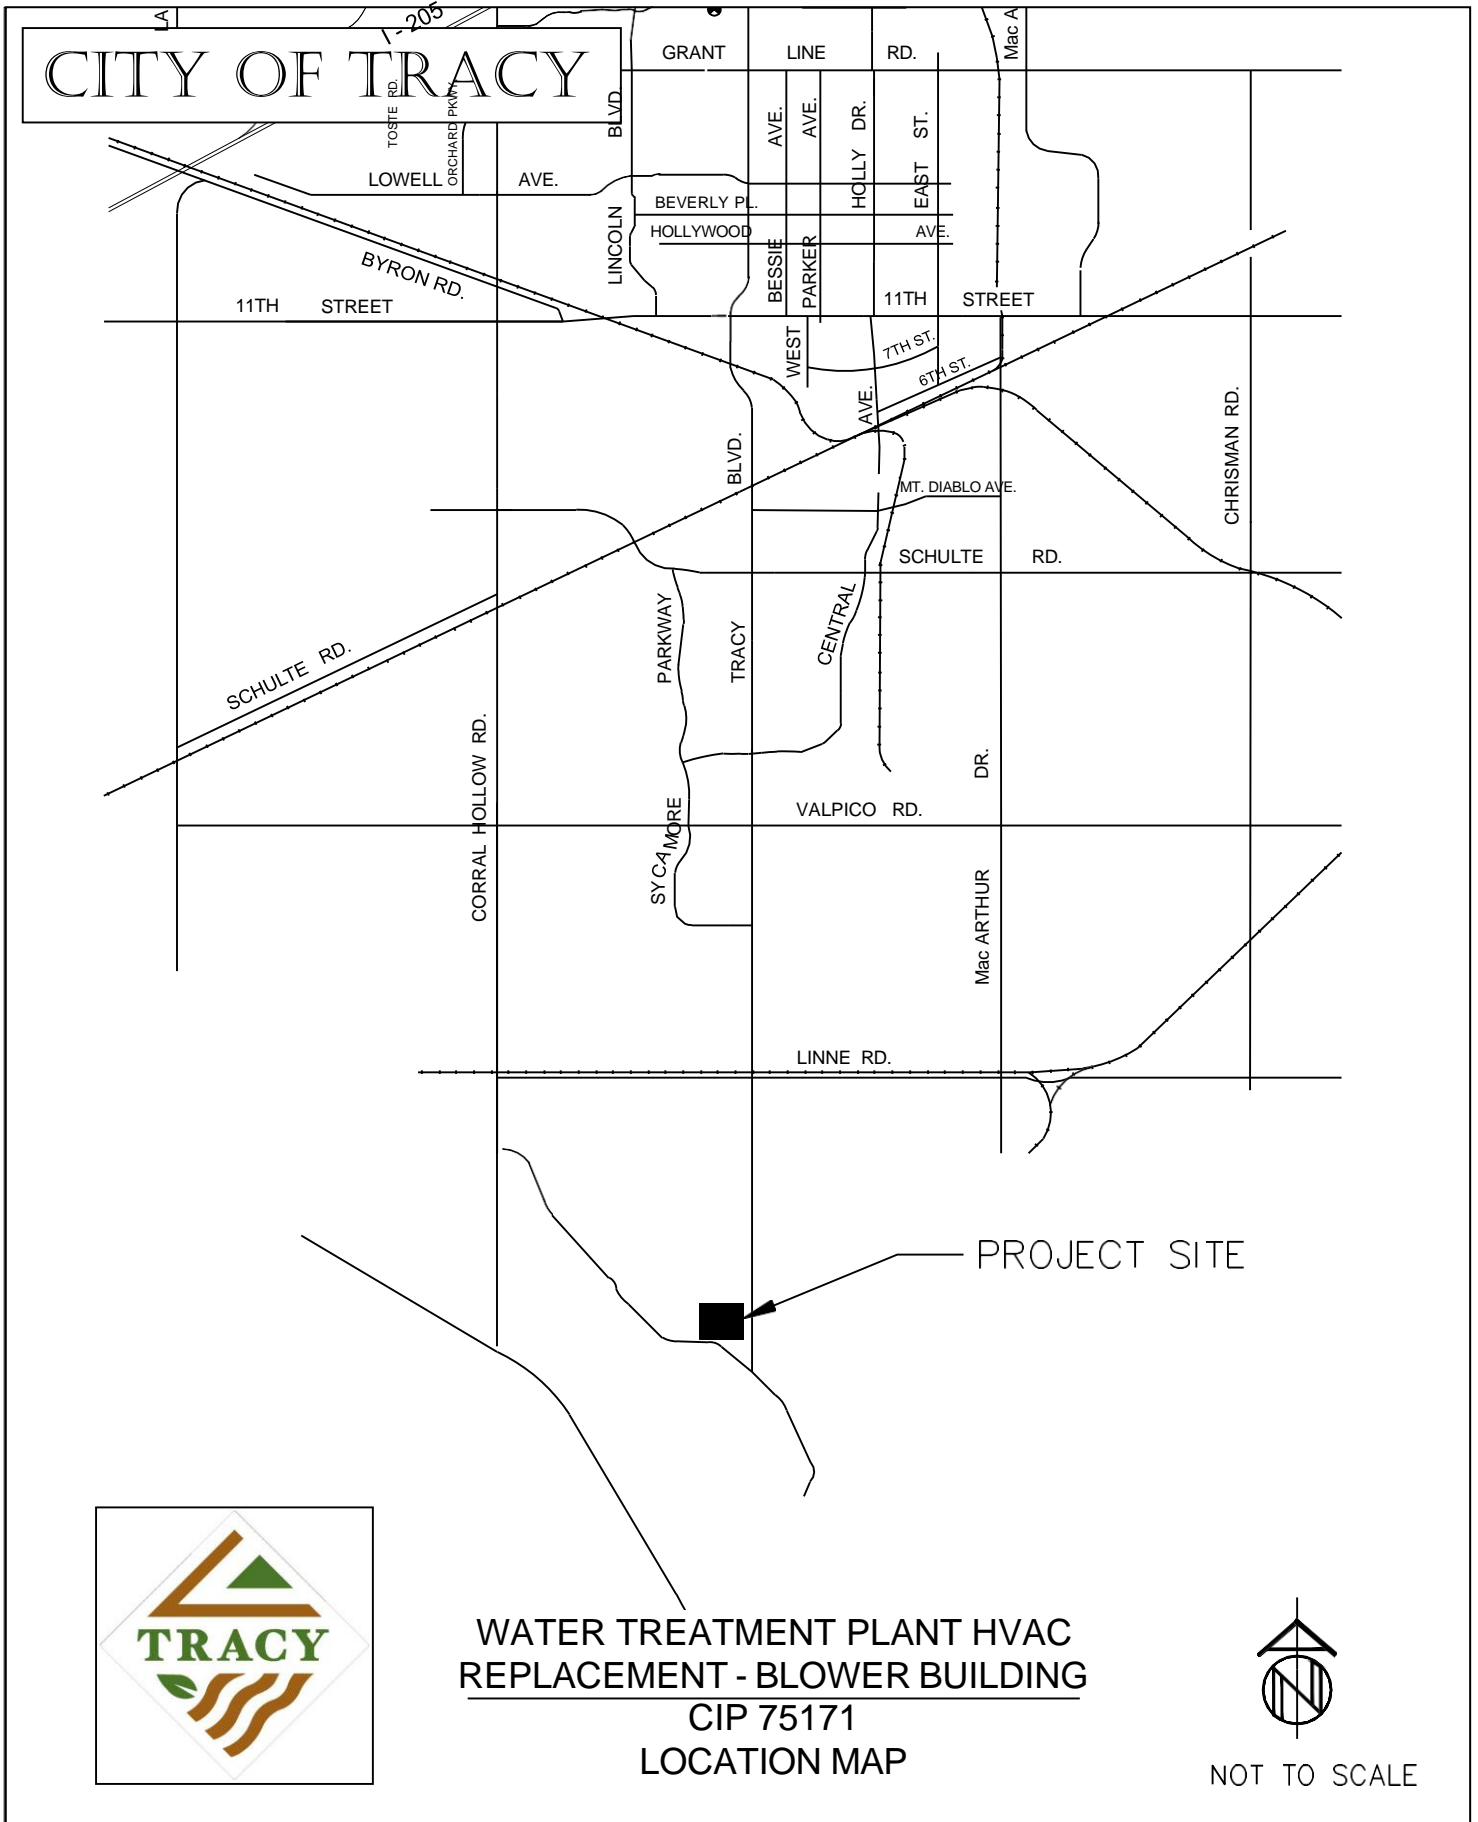 LA
I - 205
Mac A
CITY OF TRACY
GRANT LINE RD.
TOSTE RD.
ORCHARD PKWY.
LINCOLN BLVD.
BESSIE AVE.
PARKER AVE.
HOLLY DR.
EAST ST.
LOWELL AVE.
BEVERLY PL.
HOLLYWOOD AVE.
BYRON RD.
11TH STREET
11TH STREET
WEST
7TH ST.
6TH ST.
CHRISMAN RD.
MT. DIABLO AVE.
SCHULTE RD.
CENTRAL AVE.
TRACY BLVD.
SYCAMORE PARKWAY
SCHULTE RD.
CORRAL HOLLOW RD.
Mac ARTHUR DR.
VALPICO RD.
LINNE RD.
PROJECT SITE
TRACY
WATER TREATMENT PLANT HVAC
REPLACEMENT - BLOWER BUILDING
CIP 75171
LOCATION MAP
N
NOT TO SCALE